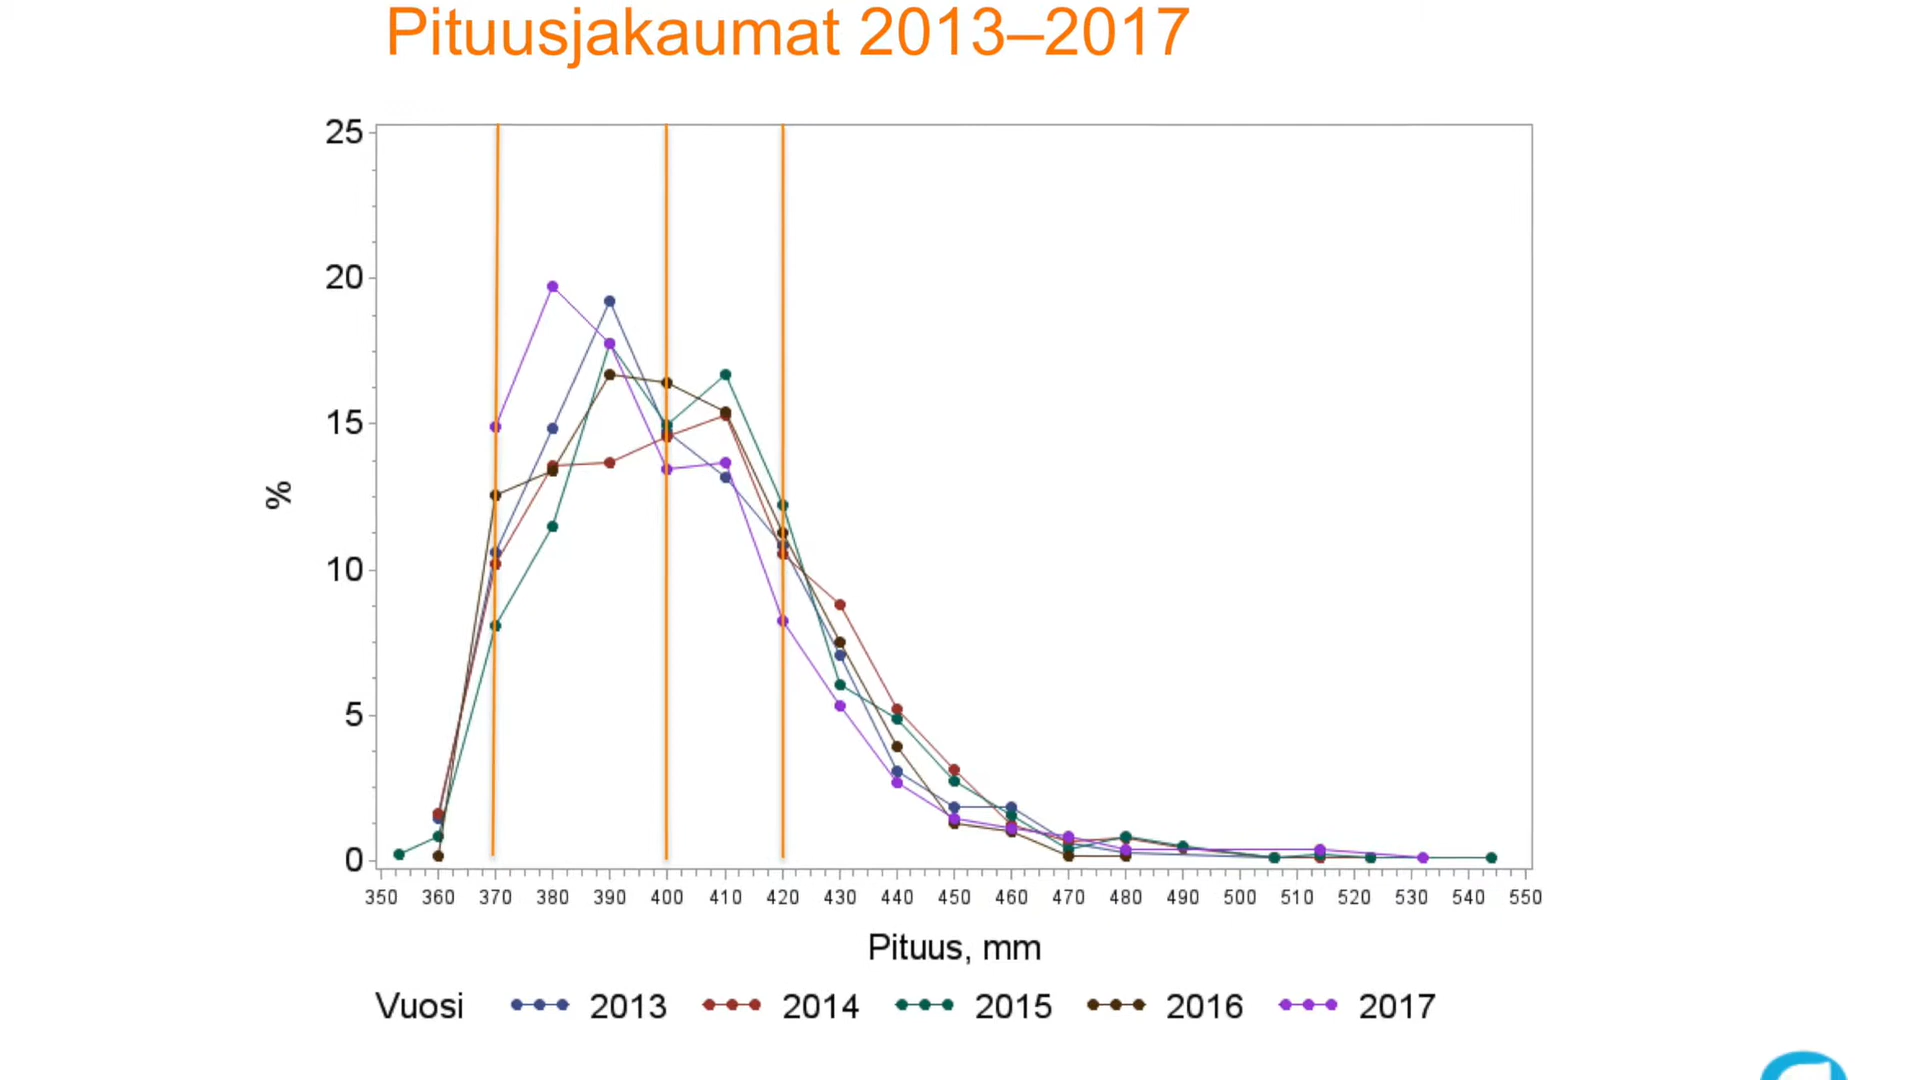 Pituusjakaumat 2013–2017
25
20
15
10
5
0
%
350 360 370 380 390 400 410 420 430 440 450 460 470 480 490 500 510 520 530 540 550
Pituus, mm
Vuosi 2013 2014 2015 2016 2017